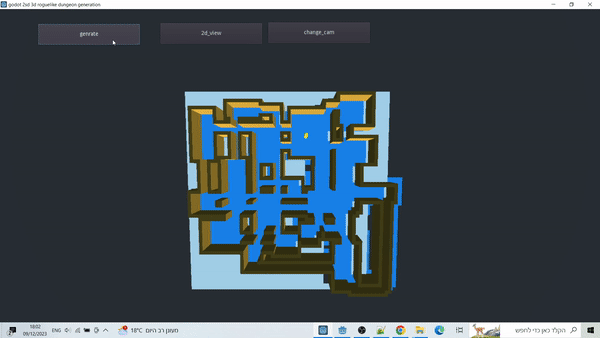 godot 2xd 3d roguelike dungeon generation
genrate
2d_view
change_cam
18:02
09/12/2023
ENG
18°C מעונן רב היום
הקלד כאן כדי לחפש